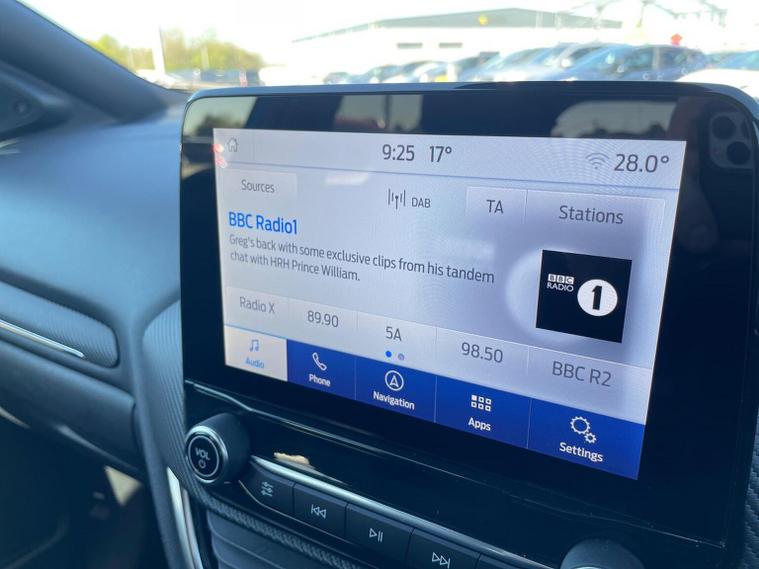 9:25 17° 28.0°
Sources DAB TA Stations
BBC Radio1
Greg's back with some exclusive clips from his tandem
chat with HRH Prince William.
BBC
RADIO 1
Radio X 89.90 5A 98.50 BBC R2
Audio Phone Navigation Apps Settings
VOL